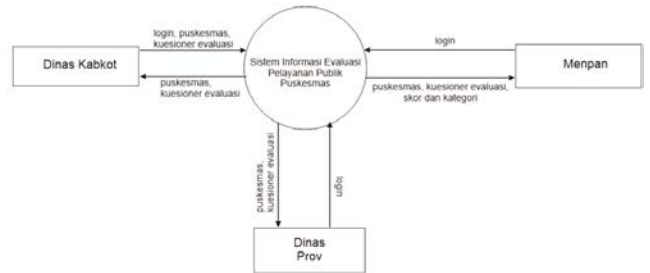 login, puskesmas,
kuesioner evaluasi
Dinas Kabkot
puskesmas,
kuesioner evaluasi
Sistem Informasi Evaluasi
Pelayanan Publik
Puskesmas
login
Menpan
puskesmas, kuesioner evaluasi,
skor dan kategori
puskesmas,
kuesioner evaluasi
login
Dinas
Prov